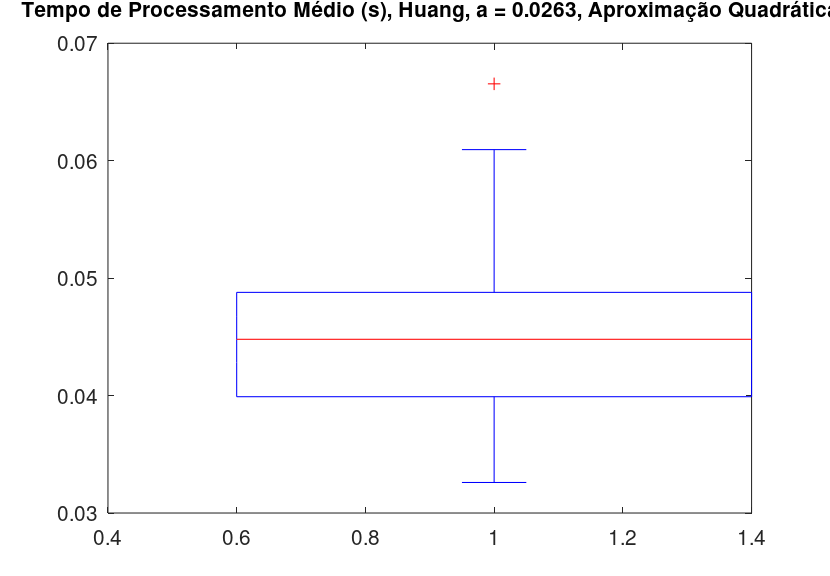 Tempo de Processamento Médio (s), Huang, a = 0.0263, Aproximação Quadrática
0.07
0.06
0.05
0.04
0.03
0.4 0.6 0.8 1 1.2 1.4